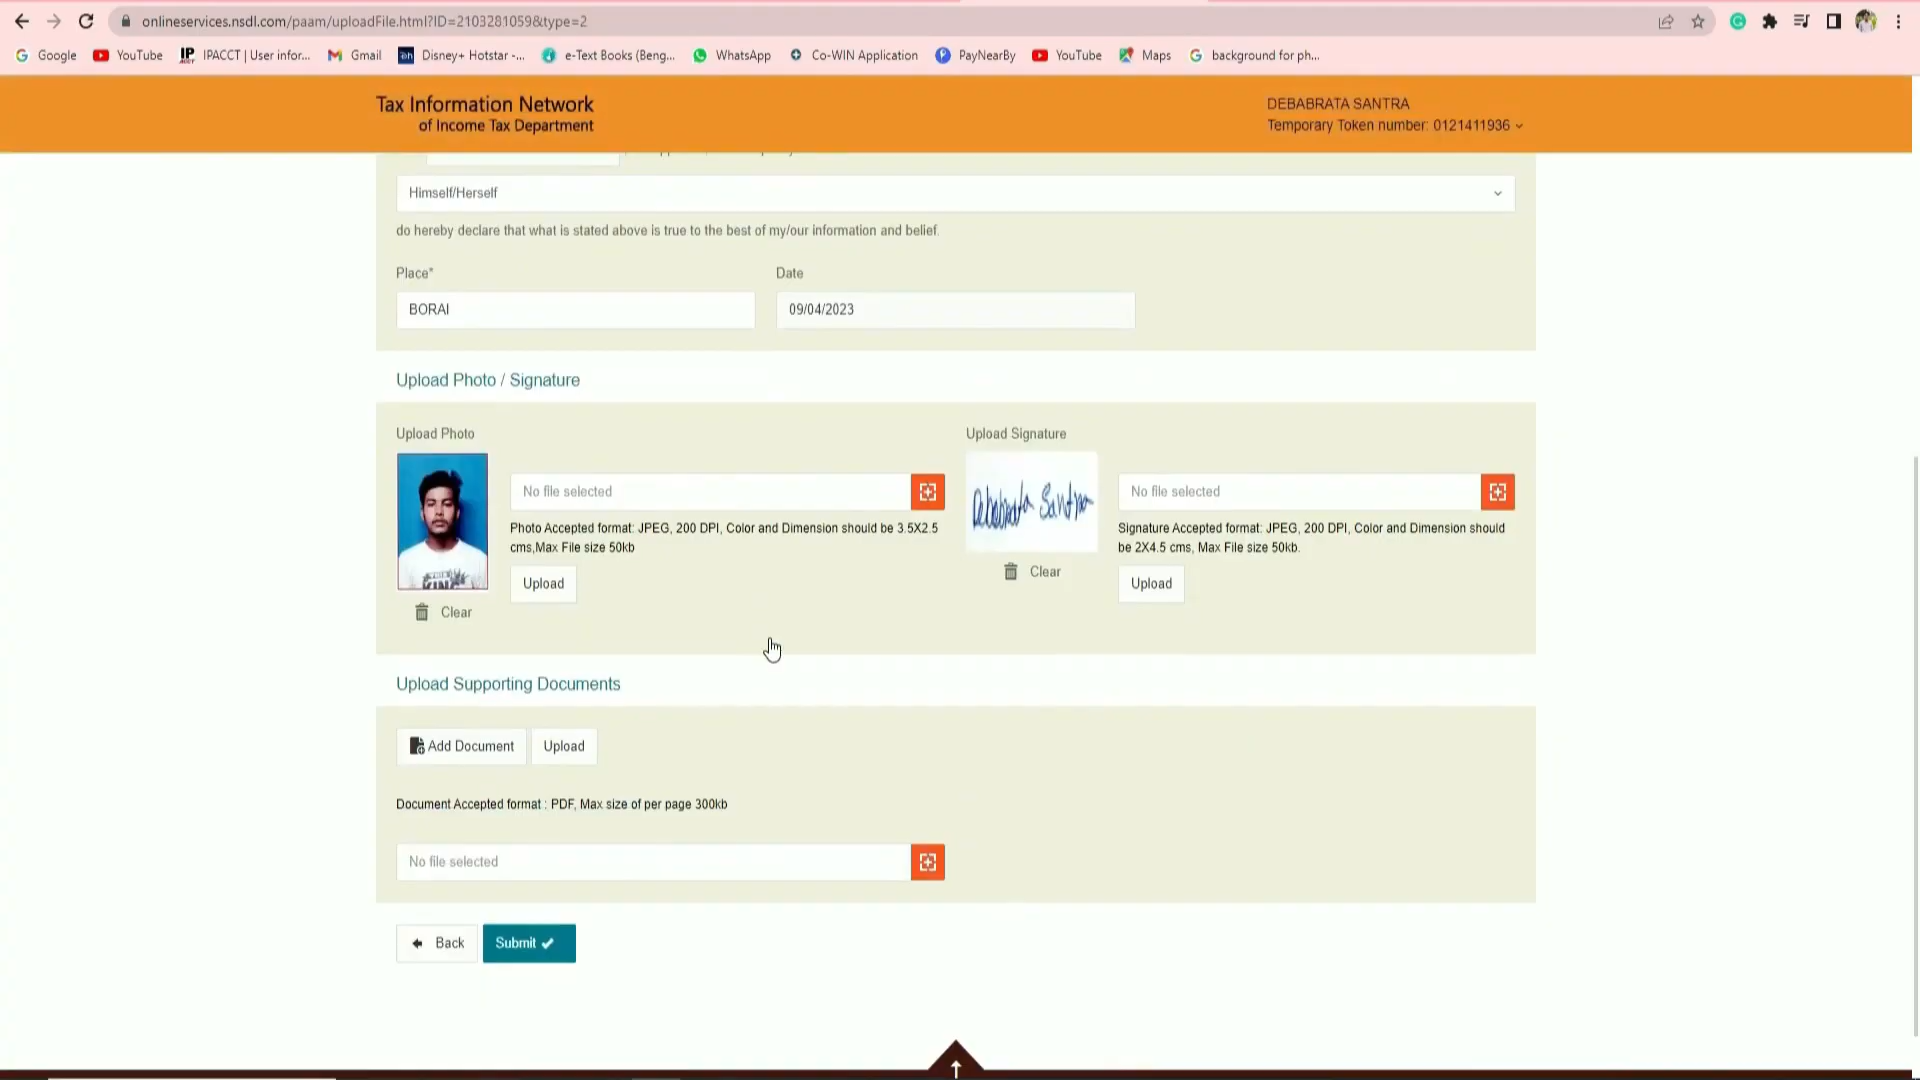 onlineservices.nsdl.com/paam/uploadFile.html?ID=2103281059&type=2
Google YouTube IPACCT | User infor... Gmail Disney+ Hotstar -... e-Text Books (Beng... WhatsApp Co-WIN Application PayNearBy YouTube Maps background for ph...
Tax Information Network
of Income Tax Department
DEBABRATA SANTRA
Temporary Token number: 0121411936
Himself/Herself
do hereby declare that what is stated above is true to the best of my/our information and belief.
Place* Date
BORAI 09/04/2023
Upload Photo / Signature
Upload Photo Upload Signature
No file selected
Photo Accepted format: JPEG, 200 DPI, Color and Dimension should be 3.5X2.5
cms,Max File size 50kb
Upload
KING
Clear
Debabrata Santra
Clear
No file selected
Signature Accepted format: JPEG, 200 DPI, Color and Dimension should
be 2X4.5 cms, Max File size 50kb.
Upload
Upload Supporting Documents
Add Document Upload
Document Accepted format : PDF, Max size of per page 300kb
No file selected
Back Submit